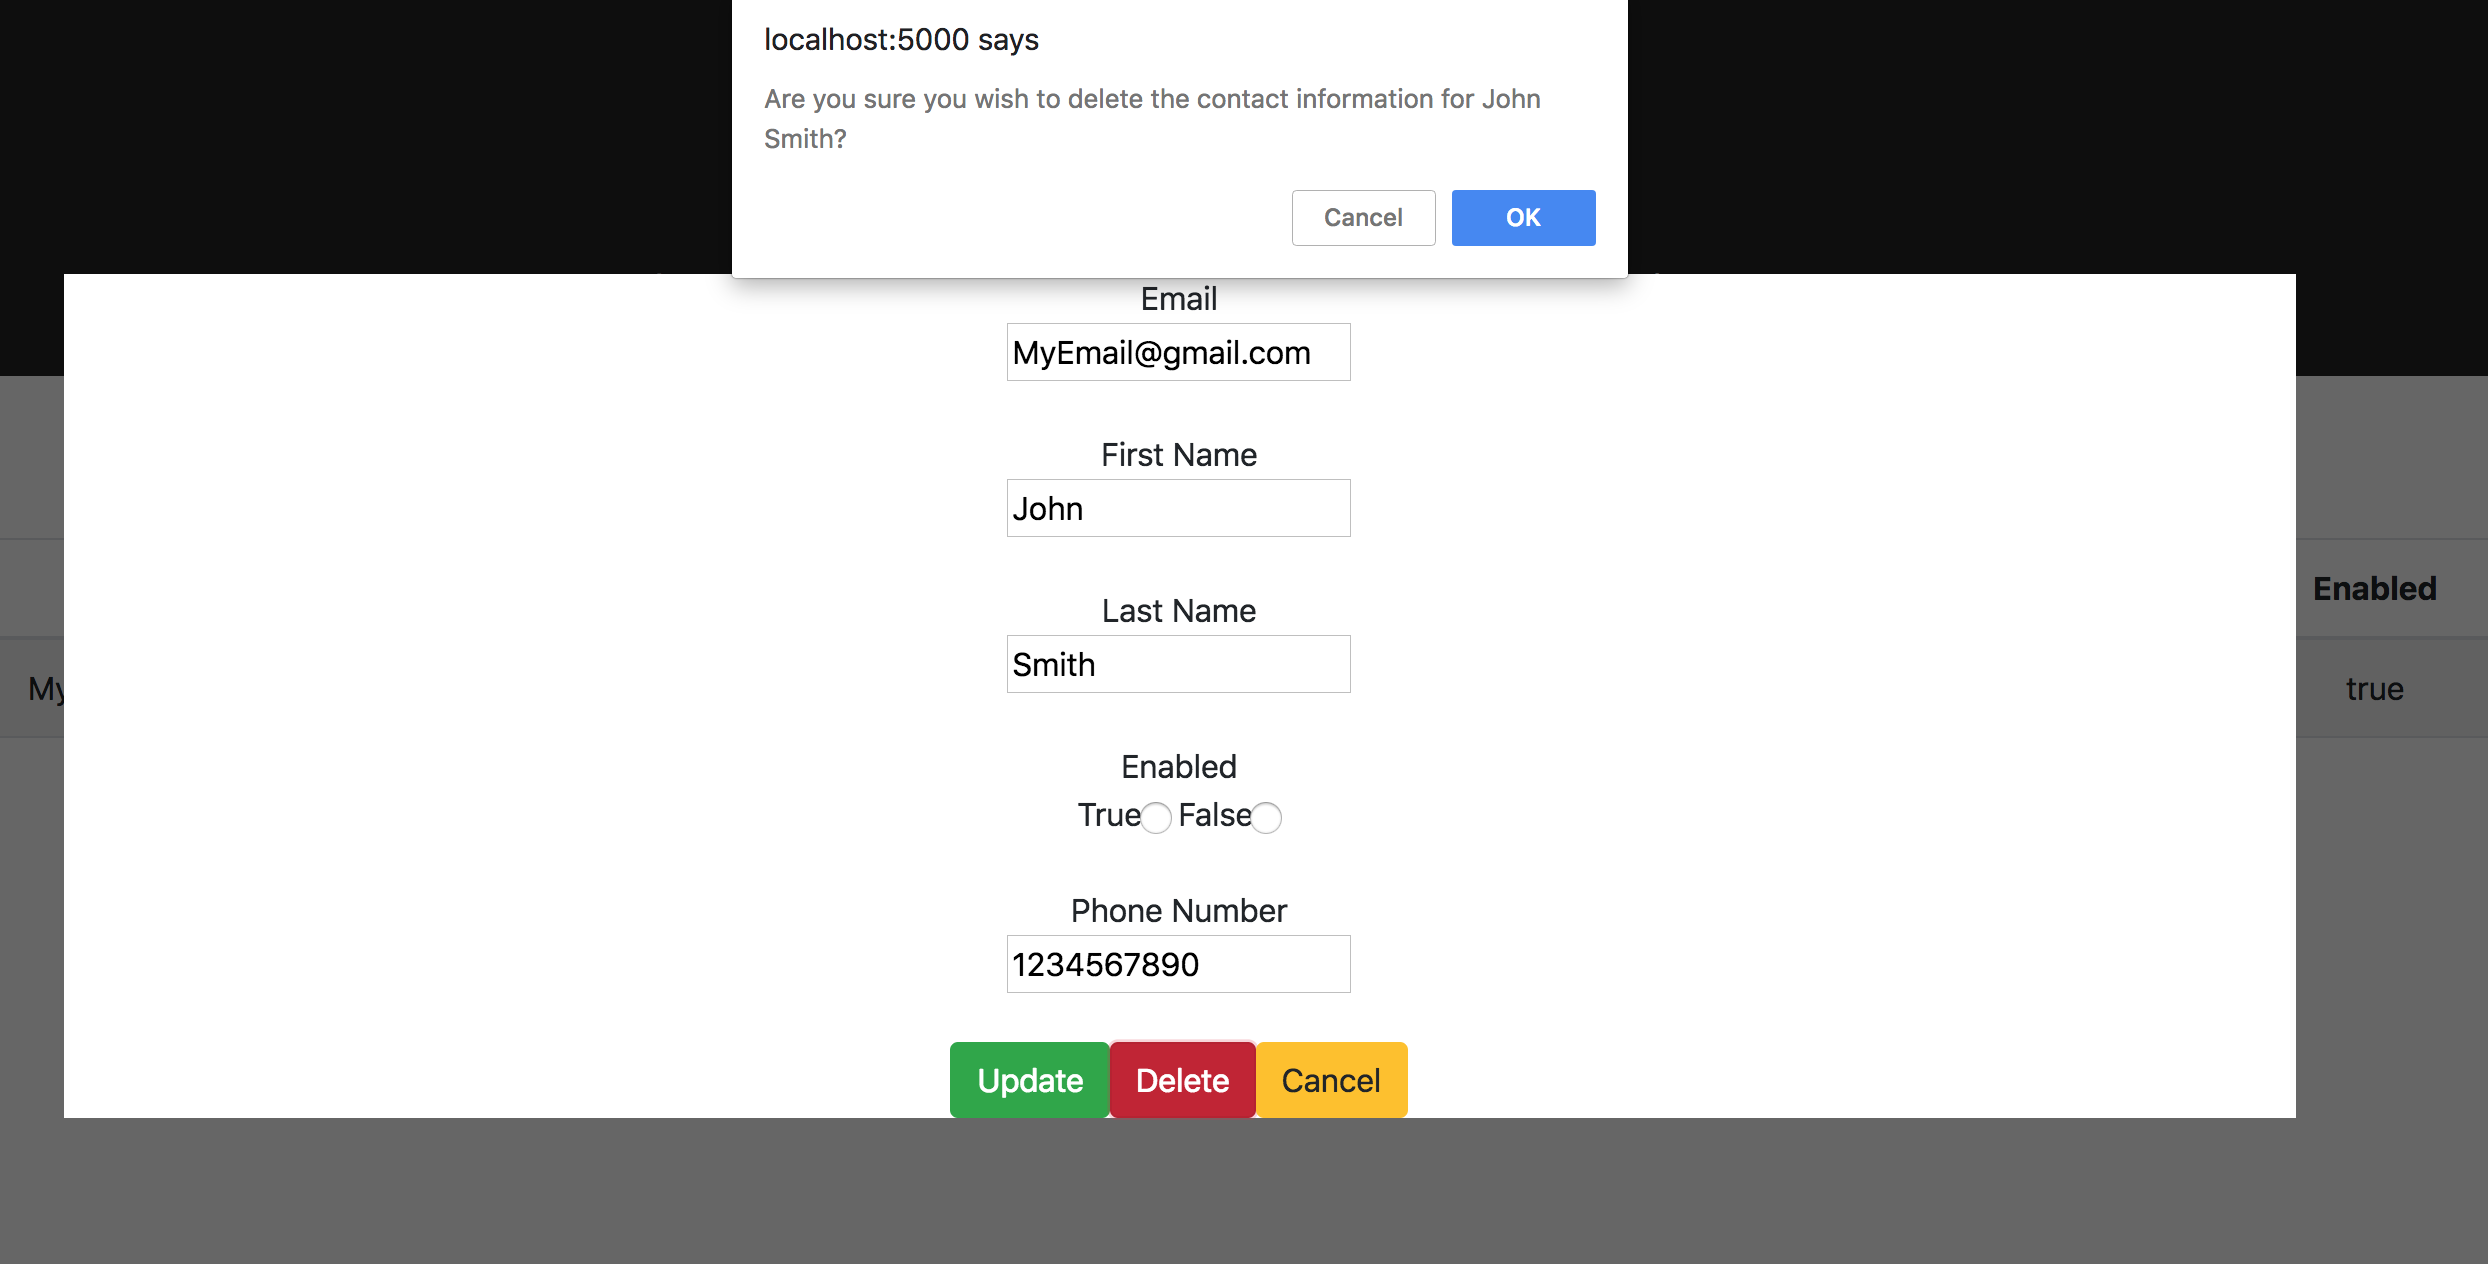 localhost:5000 says
Are you sure you wish to delete the contact information for John
Smith?
Cancel OK
Email
MyEmail@gmail.com
First Name
John
Last Name
Smith
Enabled
My
true
Enabled
True False
Phone Number
1234567890
Update Delete Cancel